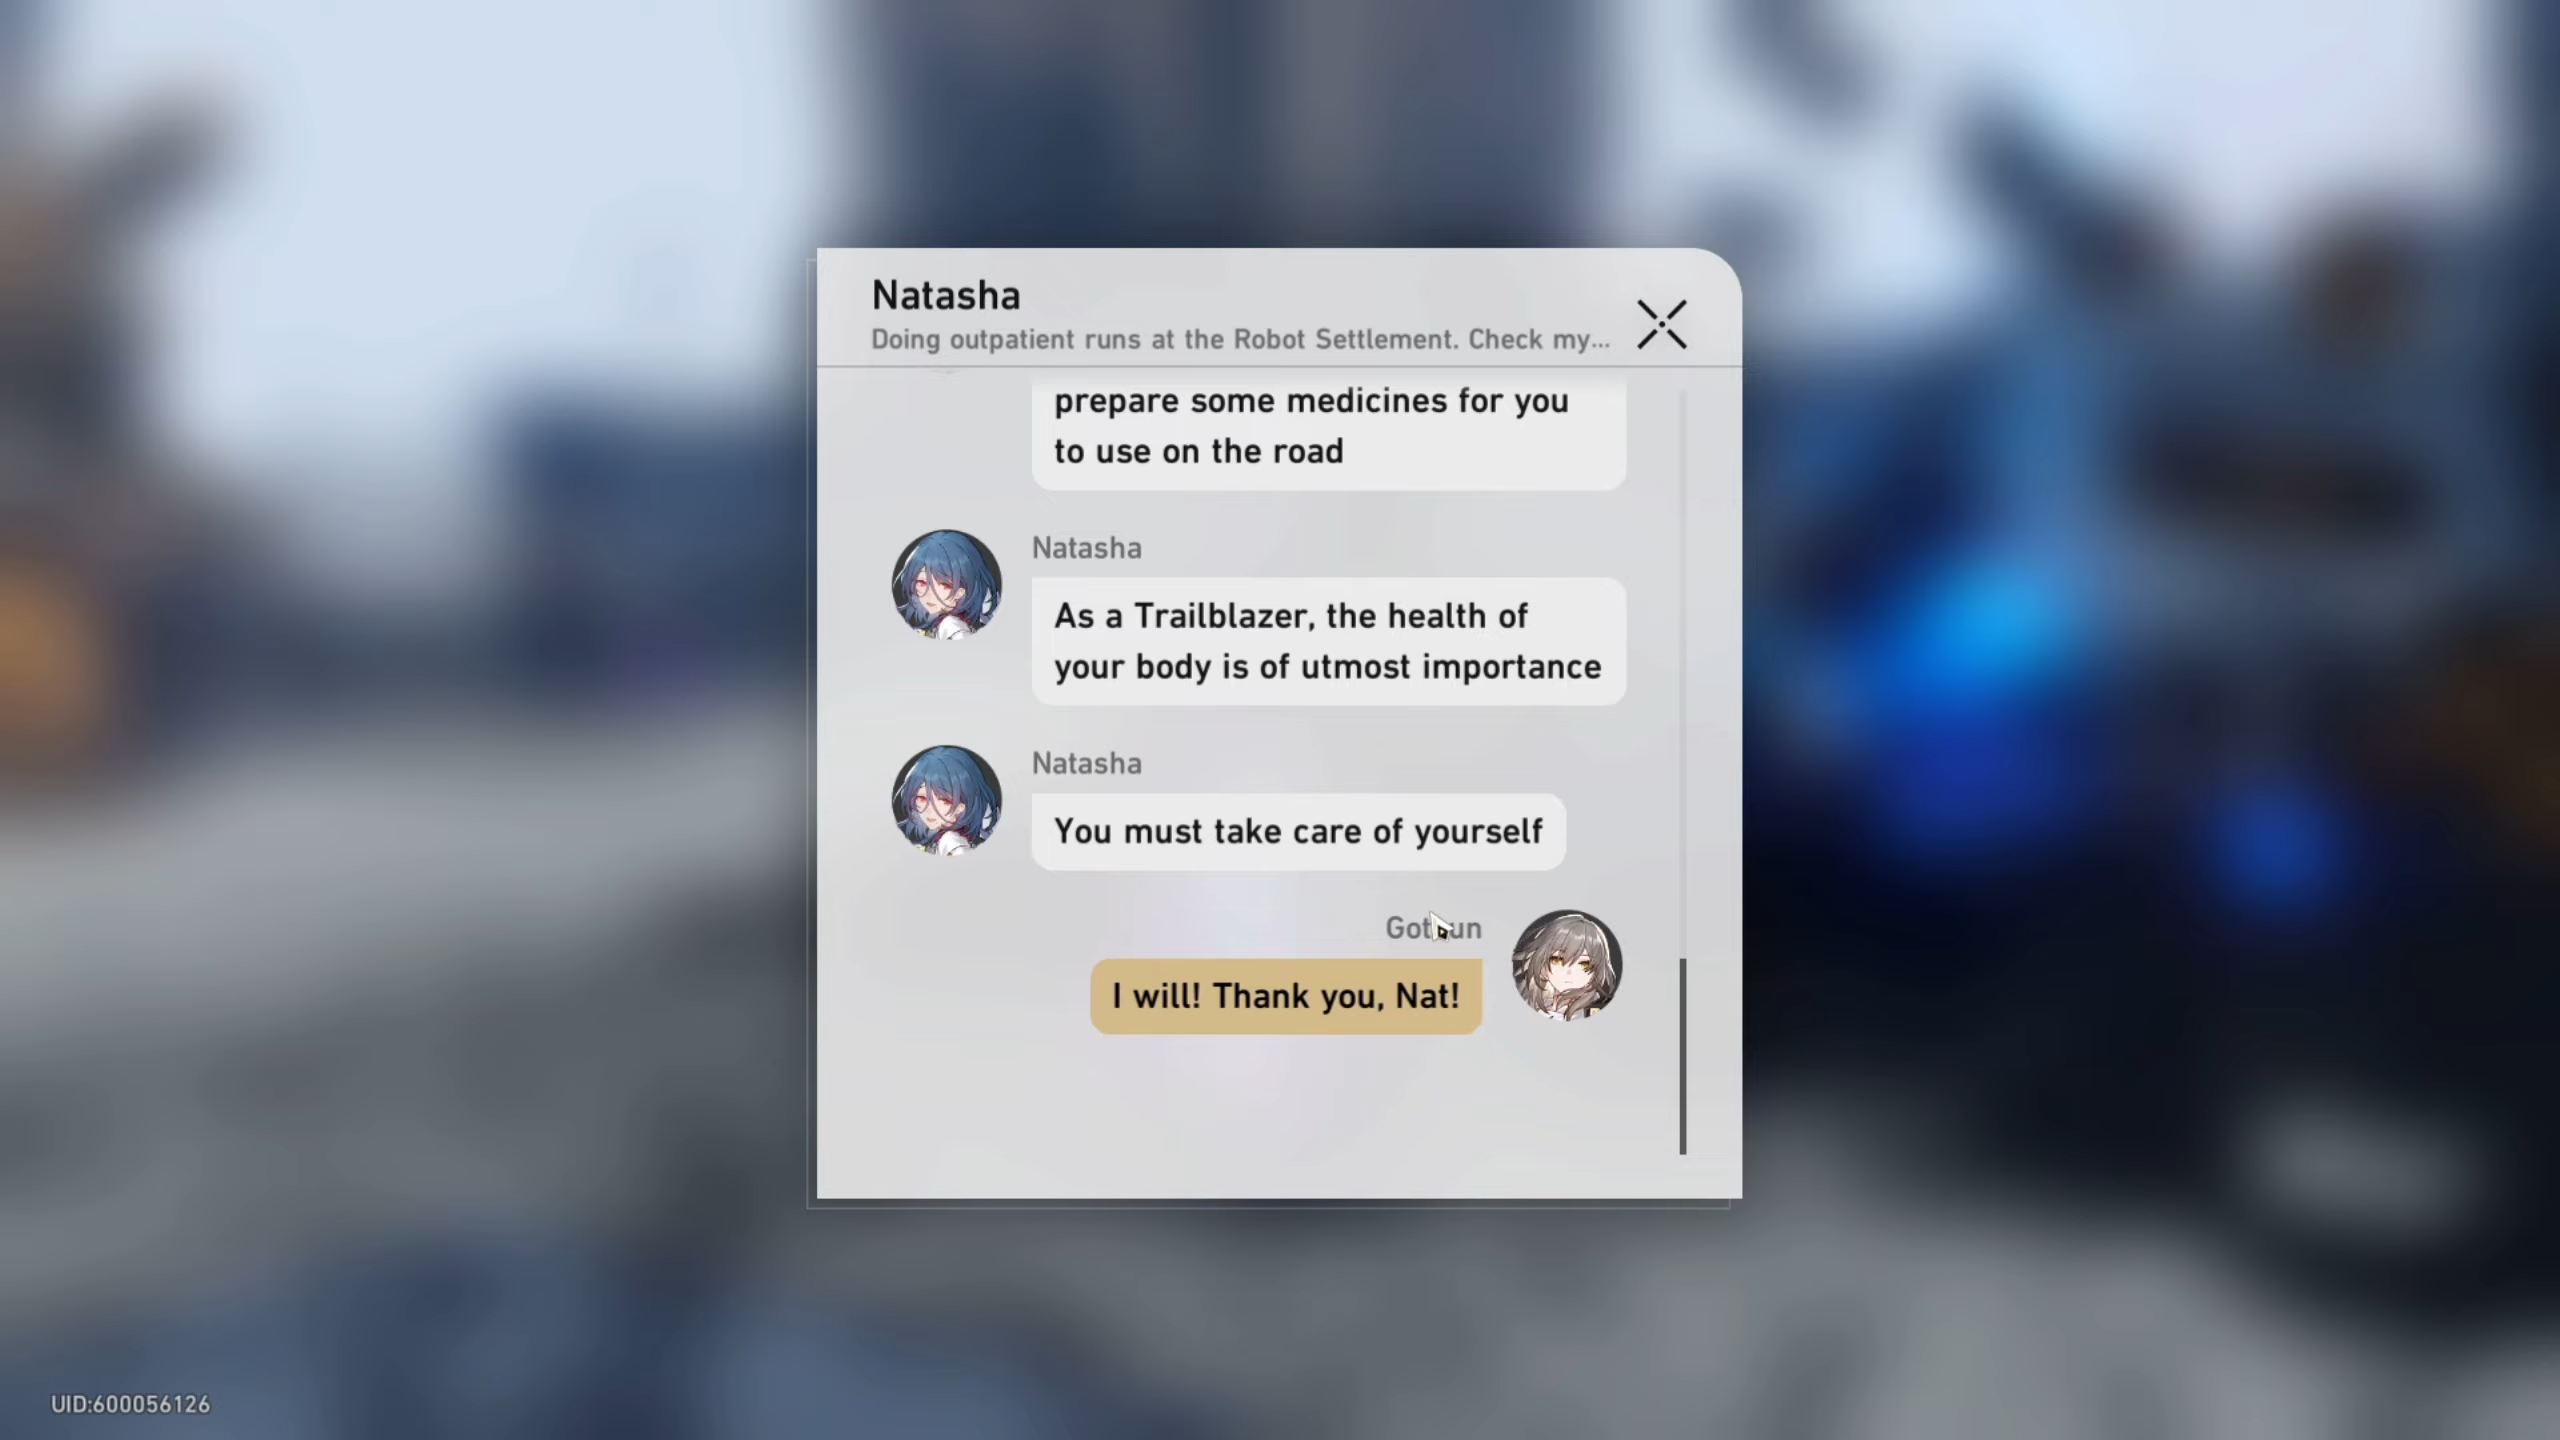 Natasha
Doing outpatient runs at the Robot Settlement. Check my...
prepare some medicines for you
to use on the road
Natasha
As a Trailblazer, the health of
your body is of utmost importance
Natasha
You must take care of yourself
I will! Thank you, Nat!
UID:600056126